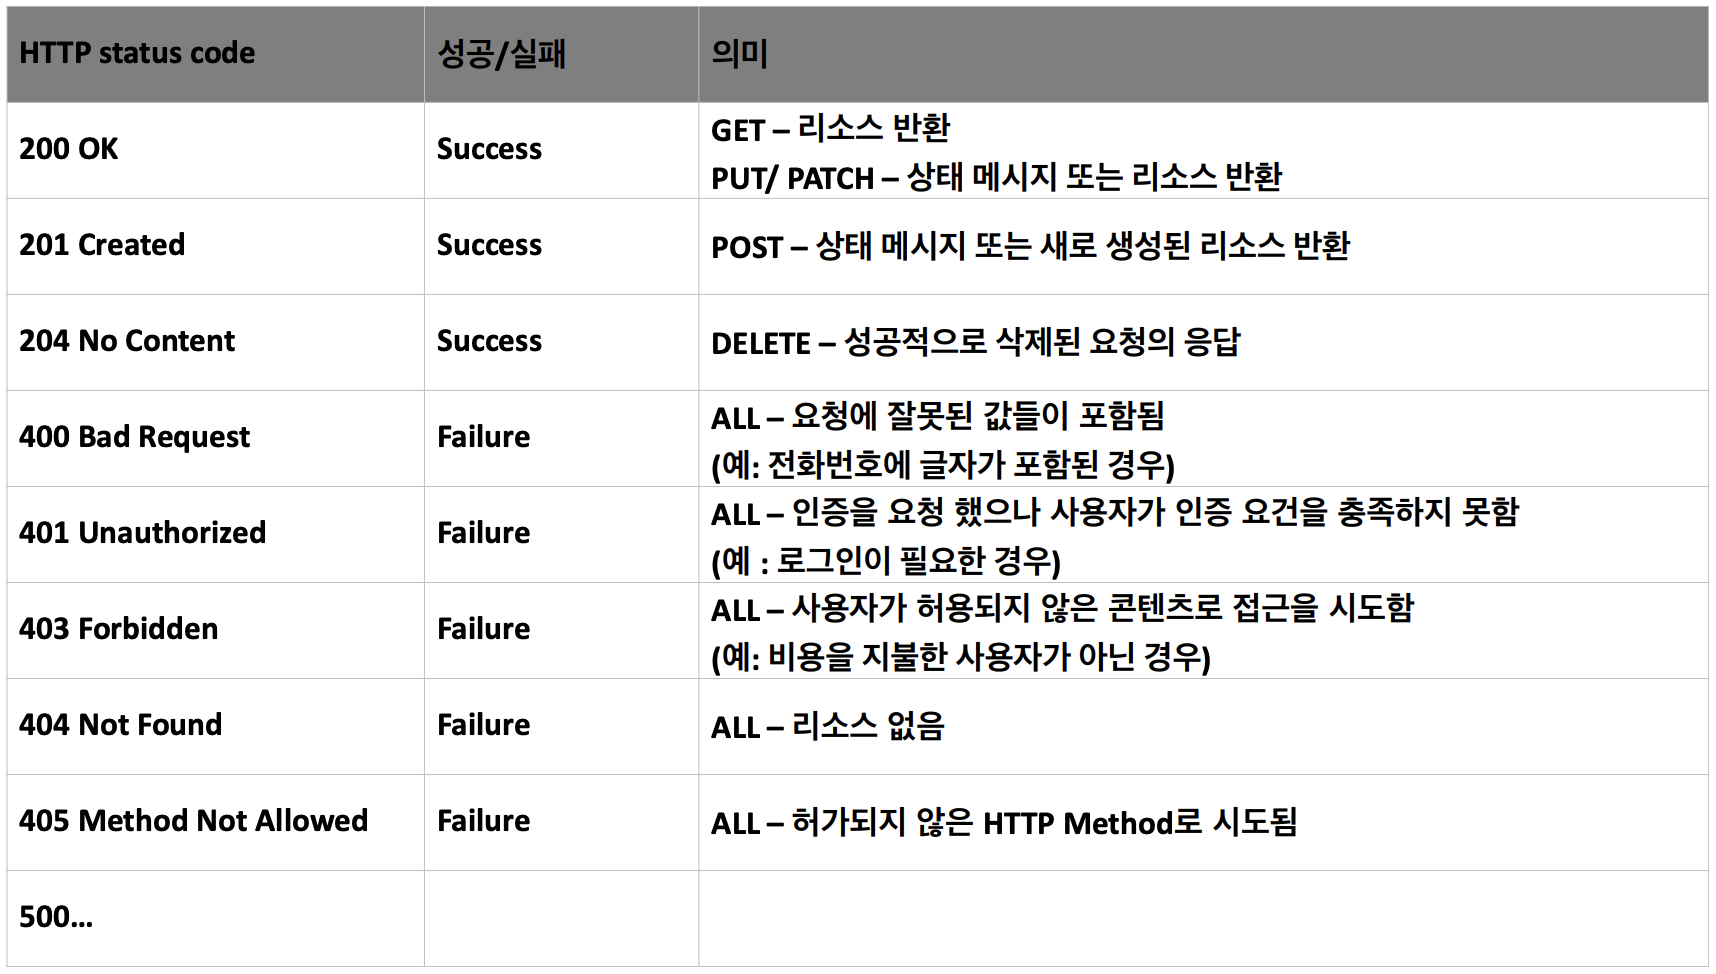 HTTP status code 성공/실패 의미
200 OK Success GET – 리소스 반환
PUT/ PATCH – 상태 메시지 또는 리소스 반환
201 Created Success POST – 상태 메시지 또는 새로 생성된 리소스 반환
204 No Content Success DELETE – 성공적으로 삭제된 요청의 응답
400 Bad Request Failure ALL – 요청에 잘못된 값들이 포함됨
(예: 전화번호에 글자가 포함된 경우)
401 Unauthorized Failure ALL – 인증을 요청 했으나 사용자가 인증 요건을 충족하지 못함
(예 : 로그인이 필요한 경우)
403 Forbidden Failure ALL – 사용자가 허용되지 않은 콘텐츠로 접근을 시도함
(예: 비용을 지불한 사용자가 아닌 경우)
404 Not Found Failure ALL – 리소스 없음
405 Method Not Allowed Failure ALL – 허가되지 않은 HTTP Method로 시도됨
500...